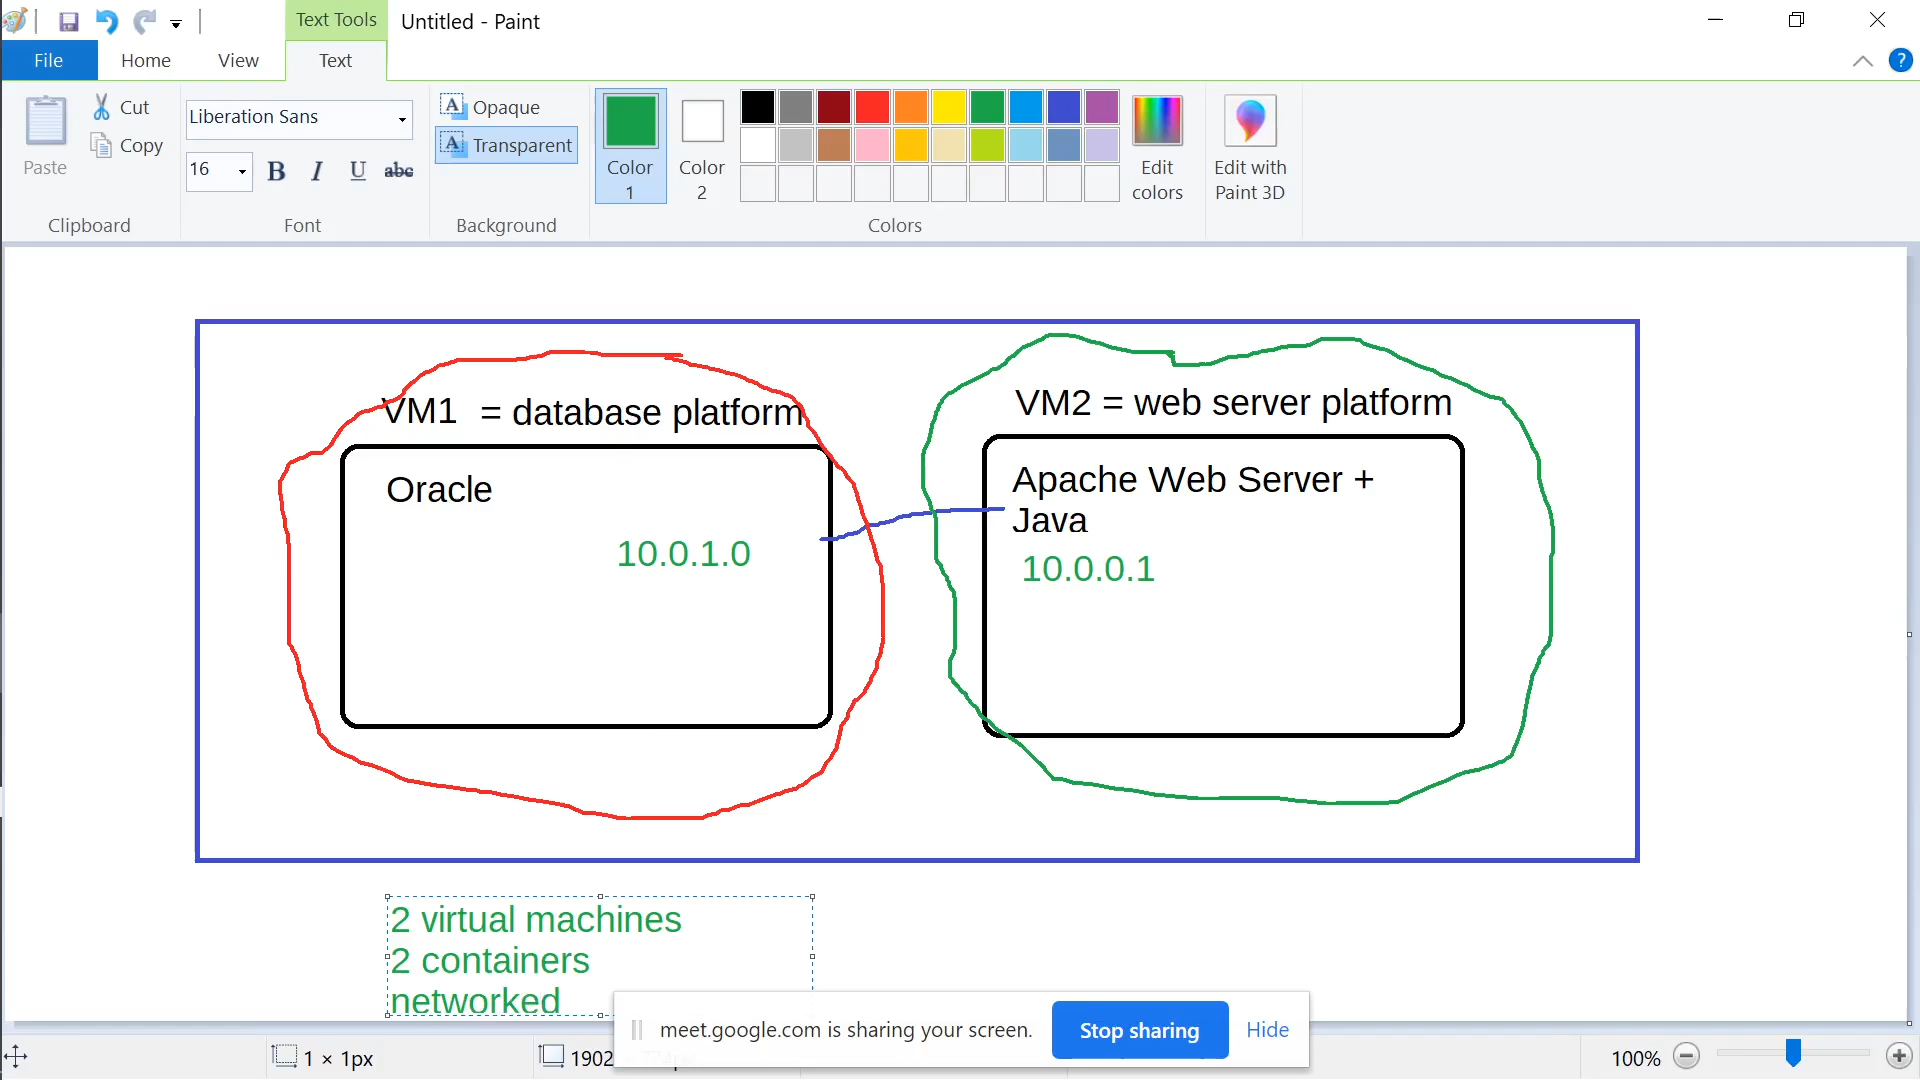 Text Tools
Untitled - Paint
File
Home
View
Text
Paste
Cut
Copy
Clipboard
Liberation Sans
16
B I U abc
Font
A Opaque
A Transparent
Background
Color 1
Color 2
Colors
Edit colors
Edit with Paint 3D
?
VM1 = database platform
Oracle
10.0.1.0
VM2 = web server platform
Apache Web Server +
Java
10.0.0.1
2 virtual machines
2 containers
networked
meet.google.com is sharing your screen.
Stop sharing
Hide
1 × 1px
1902
100%